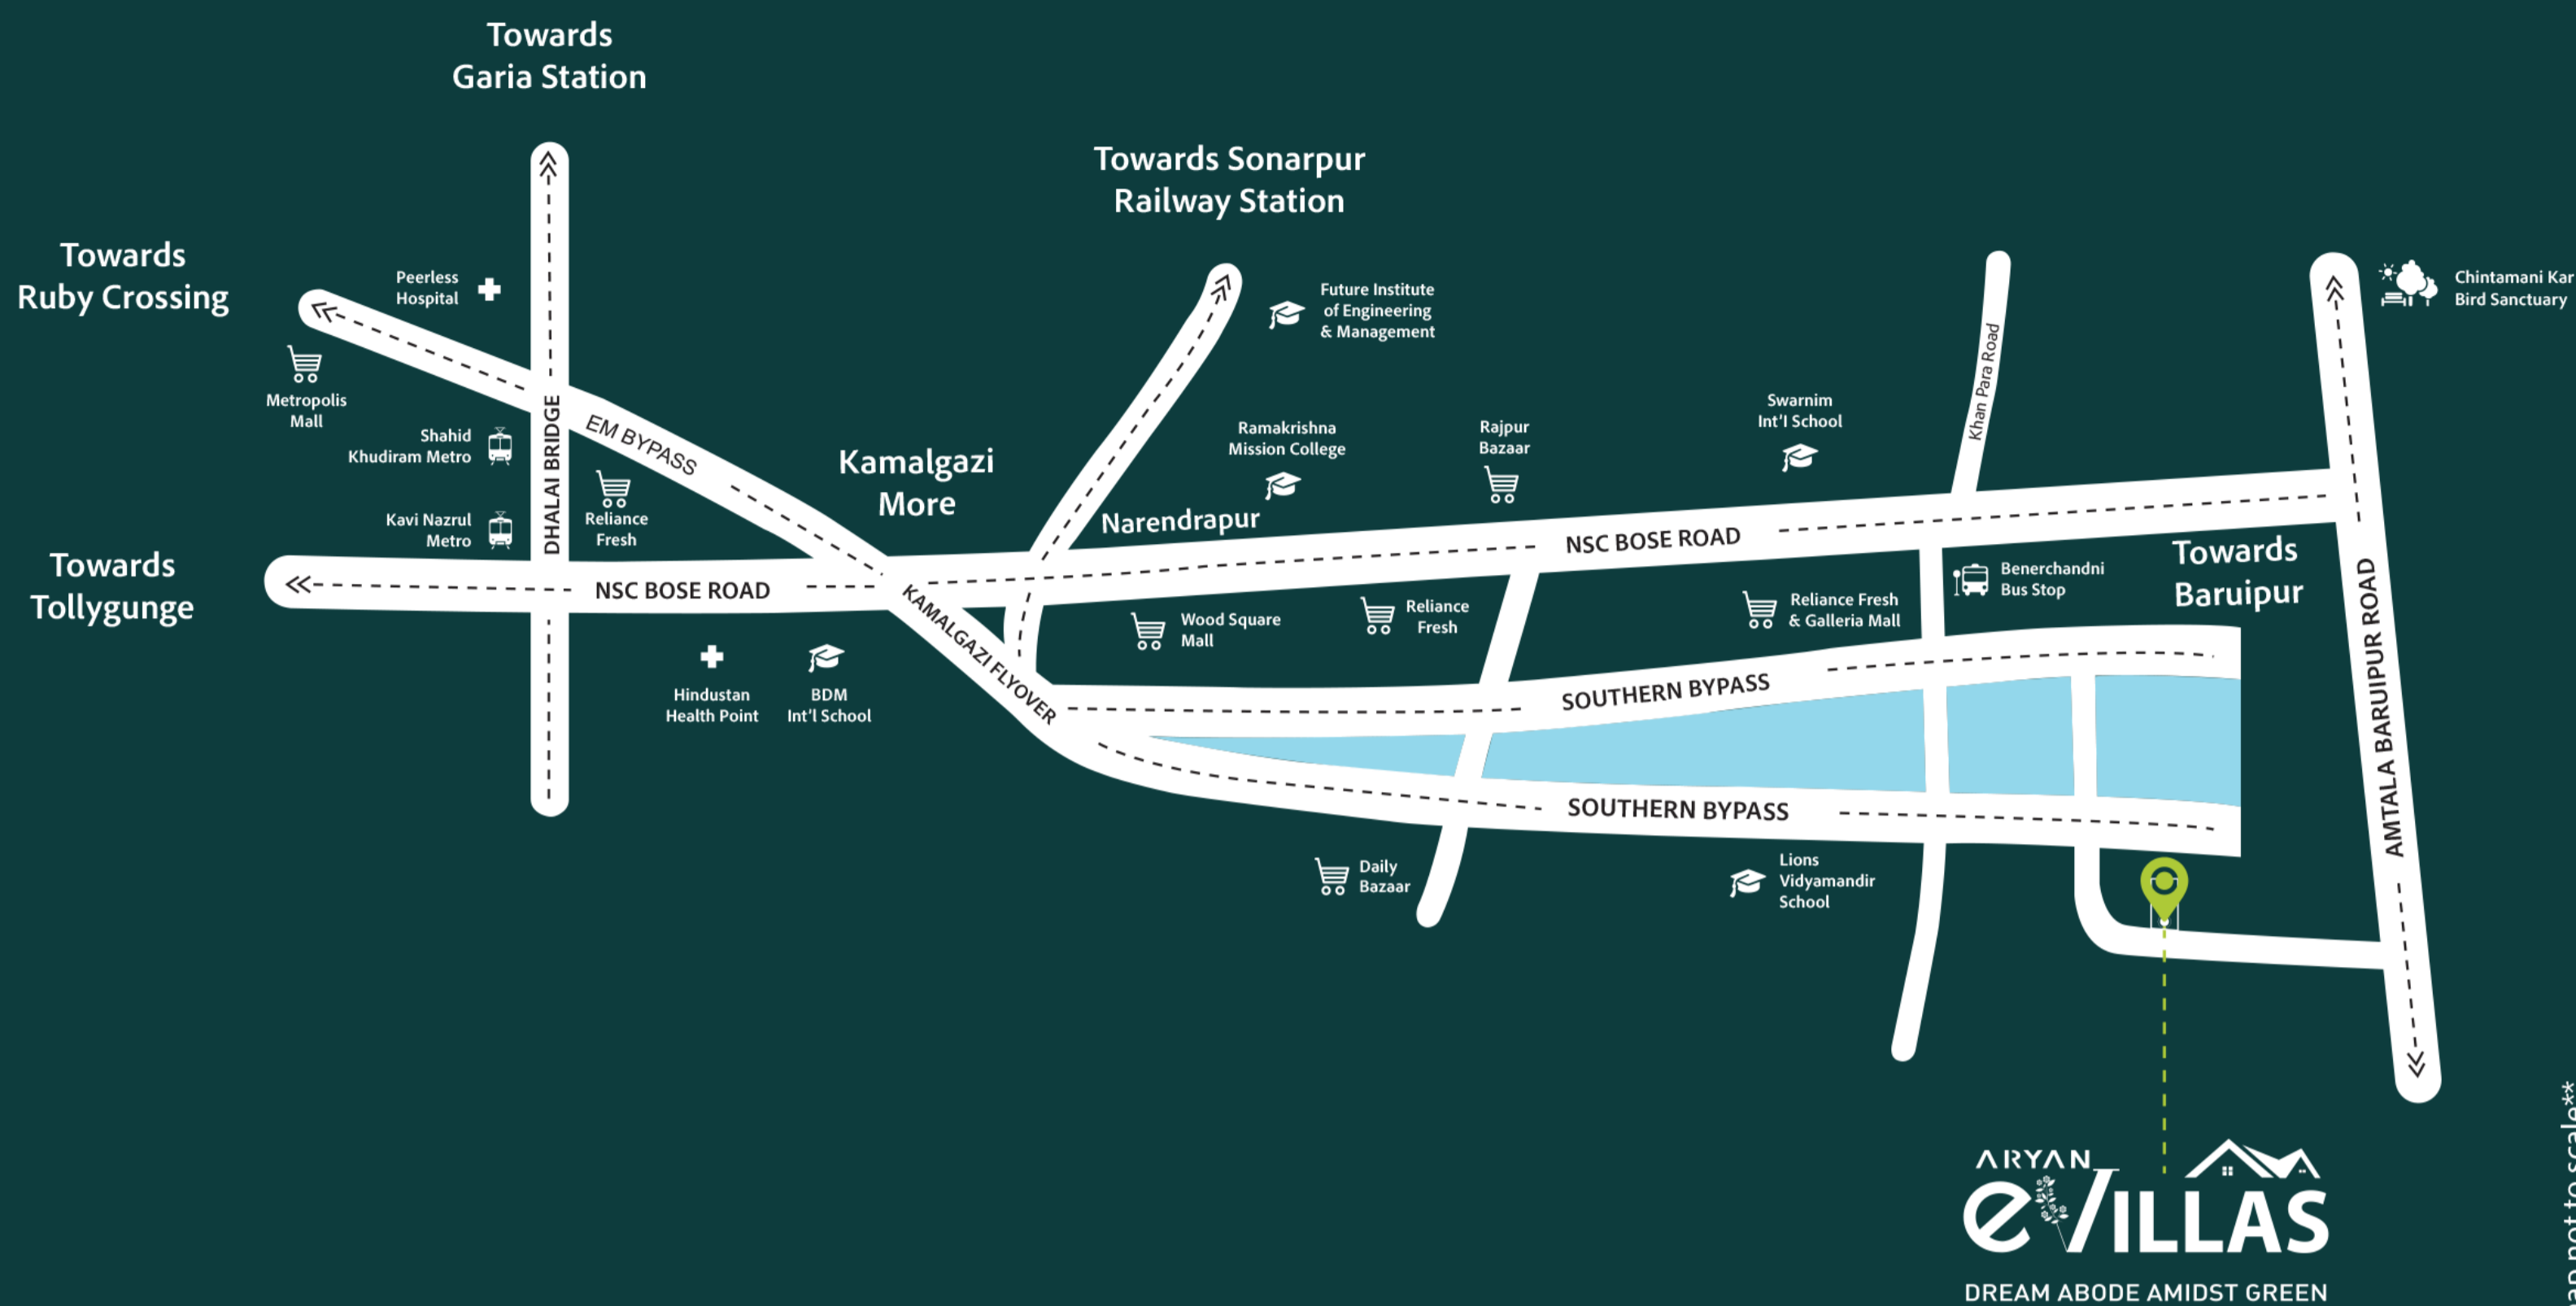 Towards
Garia Station
Towards Sonarpur
Railway Station
Towards
Ruby Crossing
Peerless
Hospital
Future Institute
of Engineering
& Management
Chintamani Kar
Bird Sanctuary
Khan Para Road
Metropolis
Mall
Shahid
Khudiram Metro
DHALAI BRIDGE
EM BYPASS
Kamalgazi
More
Ramakrishna
Mission College
Rajpur
Bazaar
Swarnim
Int'l School
Kavi Nazrul
Metro
Reliance
Fresh
Narendrapur
NSC BOSE ROAD
Towards
Tollygunge
NSC BOSE ROAD
KAMALGAZI FLYOVER
Wood Square
Mall
Reliance
Fresh
Reliance Fresh
& Galleria Mall
Benerchandni
Bus Stop
Towards
Baruipur
AMTALA BARUIPUR ROAD
Hindustan
Health Point
BDM
Int'l School
SOUTHERN BYPASS
SOUTHERN BYPASS
Daily
Bazaar
Lions
Vidyamandir
School
not to scale**
ARYAN
eVILLAS
DREAM ABODE AMIDST GREEN